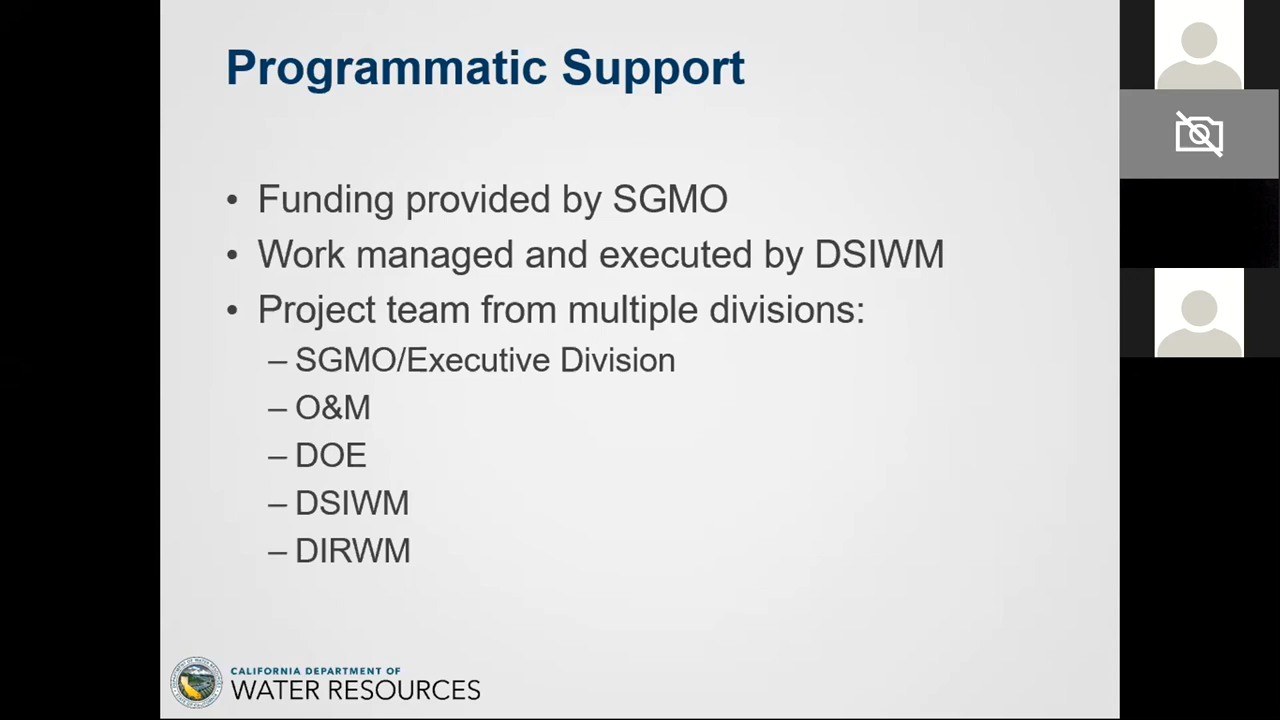 Programmatic Support
• Funding provided by SGMO
• Work managed and executed by DSIWM
• Project team from multiple divisions:
– SGMO/Executive Division
– O&M
– DOE
– DSIWM
– DIRWM
CALIFORNIA DEPARTMENT OF
WATER RESOURCES